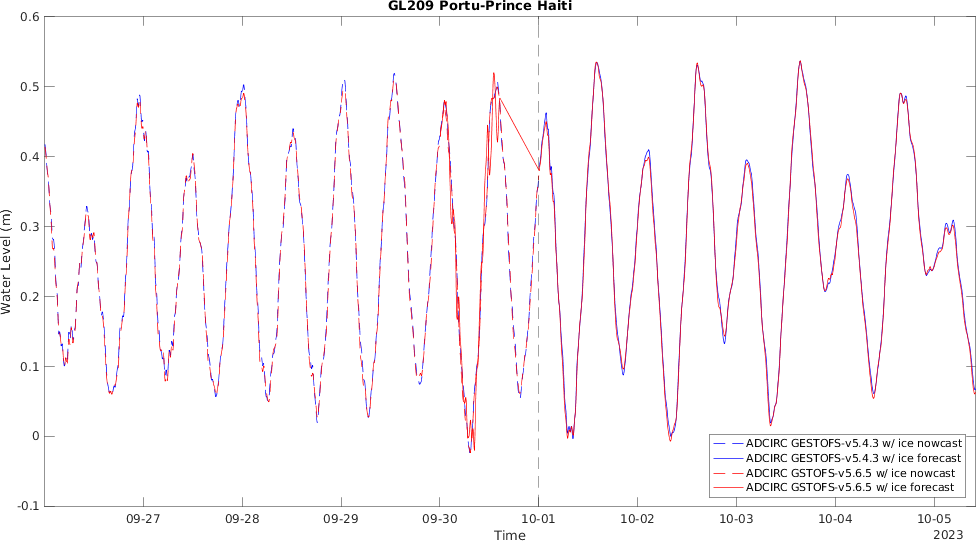 GL209 Portu-Prince Haiti
0.6
0.5
0.4
0.3
0.2
0.1
0
-0.1
Water Level (m)
ADCIRC GESTOFS-v5.4.3 w/ ice nowcast
ADCIRC GESTOFS-v5.4.3 w/ ice forecast
ADCIRC GSTOFS-v5.6.5 w/ ice nowcast
ADCIRC GSTOFS-v5.6.5 w/ ice forecast
09-27 09-28 09-29 09-30 10-01 10-02 10-03 10-04 10-05
Time
2023